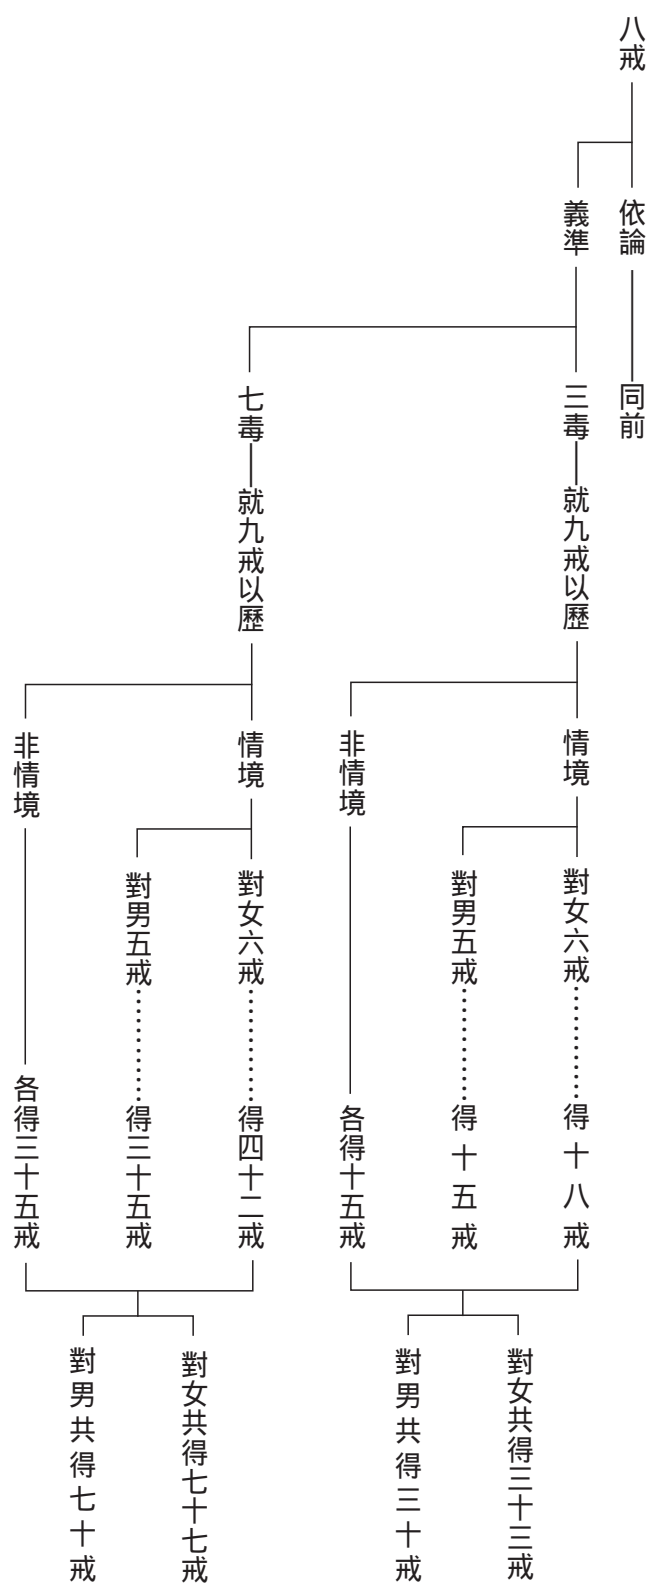 八戒
依論
同前
義準
三毒
就九戒以歷
情境
對女六戒
得十八戒
對男五戒
得十五戒
非情境
各得十五戒
對女共得三十三戒
對男共得三十戒
七毒
就九戒以歷
情境
對女六戒
得四十二戒
對男五戒
得三十五戒
非情境
各得三十五戒
對女共得七十七戒
對男共得七十戒